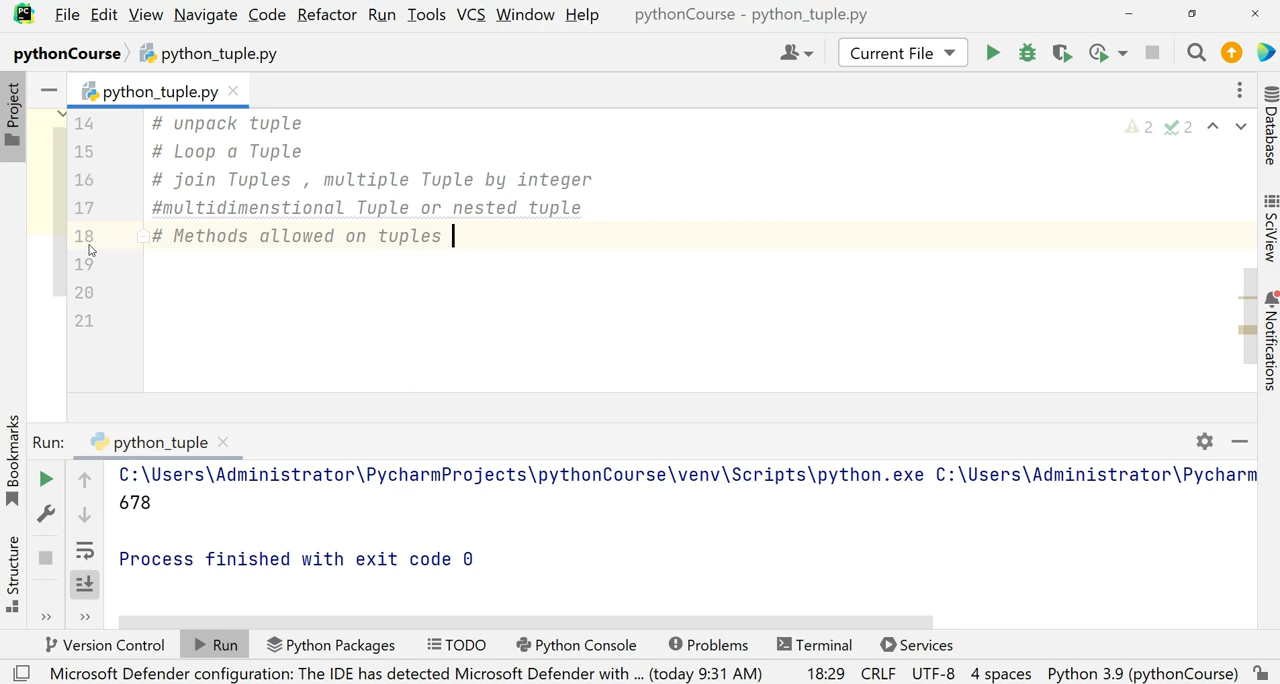 PC File Edit View Navigate Code Refactor Run Tools VCS Window Help pythonCourse - python_tuple.py
pythonCourse python_tuple.py Current File
Project python_tuple.py Database
14 # unpack tuple 2 2
15 # Loop a Tuple
16 # join Tuples , multiple Tuple by integer
17 #multidimenstional Tuple or nested tuple
18 # Methods allowed on tuples
19
20
21
SciView
Notifications
Bookmarks
Structure
Run: python_tuple
C:\Users\Administrator\PycharmProjects\pythonCourse\venv\Scripts\python.exe C:\Users\Administrator\Pycharm
678
Process finished with exit code 0
Version Control Run Python Packages TODO Python Console Problems Terminal Services
Microsoft Defender configuration: The IDE has detected Microsoft Defender with ... (today 9:31 AM) 18:29 CRLF UTF-8 4 spaces Python 3.9 (pythonCourse)